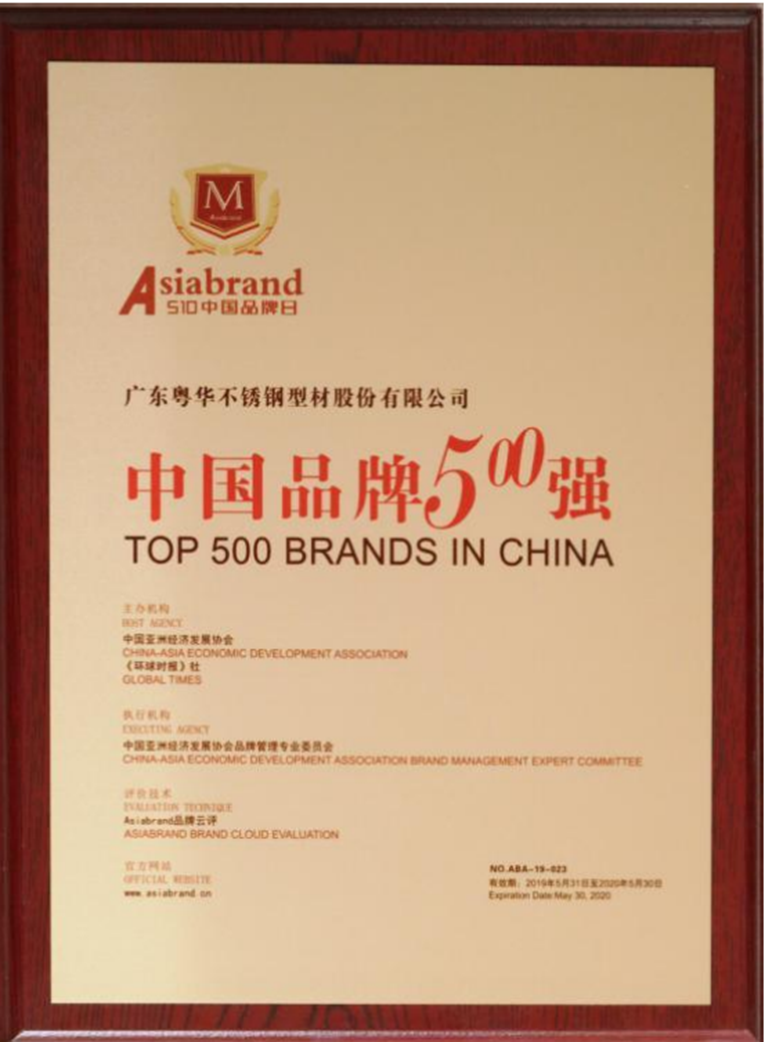 M
Asiabrand
510中国品牌日
广东粤华不锈钢型材股份有限公司
中国品牌500强
TOP 500 BRANDS IN CHINA
主办机构
HOST AGENCY
中国亚洲经济发展协会
CHINA-ASIA ECONOMIC DEVELOPMENT ASSOCIATION
《环球时报》社
GLOBAL TIMES
执行机构
EXECUTING AGENCY
中国亚洲经济发展协会品牌管理专业委员会
CHINA-ASIA ECONOMIC DEVELOPMENT ASSOCIATION BRAND MANAGEMENT EXPERT COMMITTEE
评价技术
EVALUATION TECHNIQUE
Asiabrand品牌云评
ASIABRAND BRAND CLOUD EVALUATION
官方网站
OFFICIAL WEBSITE
www.asiabrand.cn
NO.ABA-19-023
有效期：2019年5月31日至2020年5月30日
Expiration Date:May 30, 2020